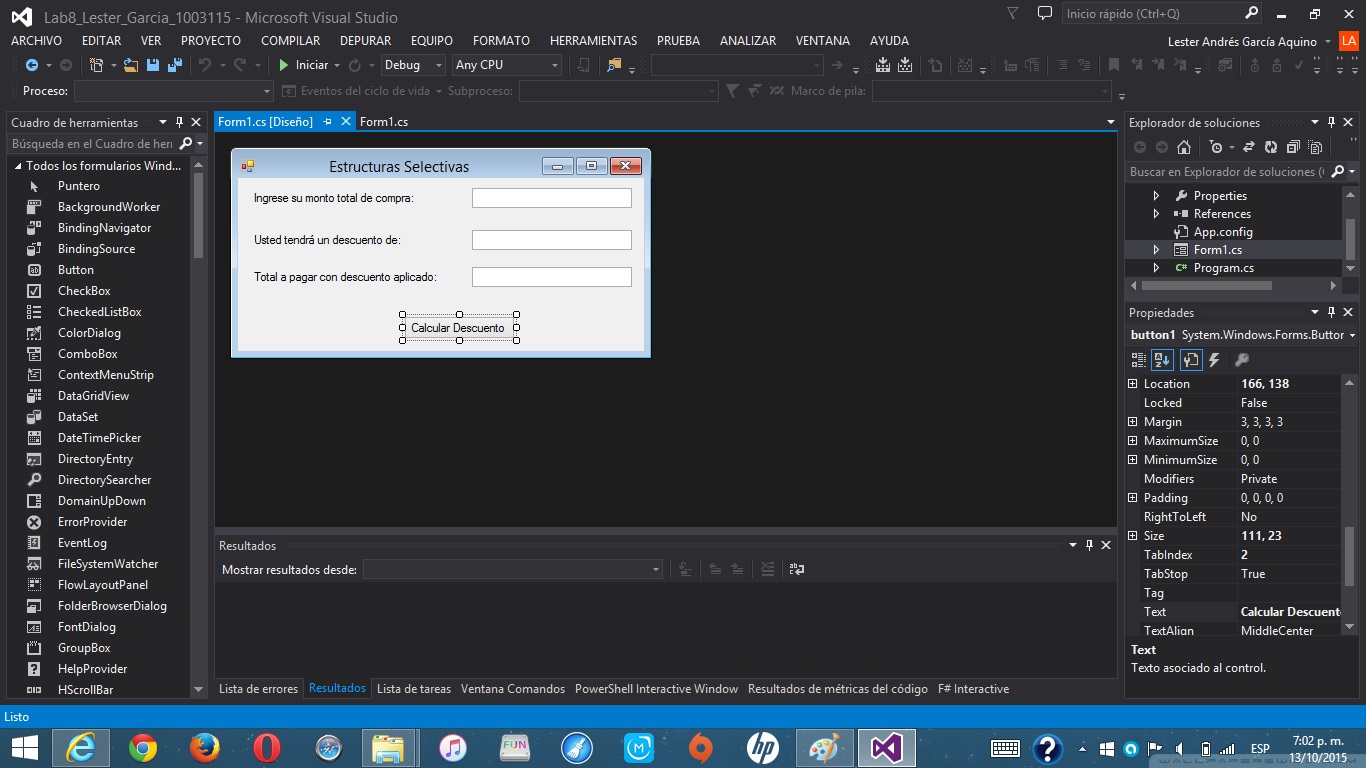 Lab8_Lester_Garcia_1003115 - Microsoft Visual Studio
Inicio rápido (Ctrl+Q)
ARCHIVO EDITAR VER PROYECTO COMPILAR DEPURAR EQUIPO FORMATO HERRAMIENTAS PRUEBA ANALIZAR VENTANA AYUDA
Lester Andrés García Aquino LA
Iniciar Debug Any CPU
Proceso: Eventos del ciclo de vida Subproceso: Marco de pila:
Cuadro de herramientas
Búsqueda en el Cuadro de herr
Todos los formularios Wind...
Puntero
BackgroundWorker
BindingNavigator
BindingSource
Button
CheckBox
CheckedListBox
ColorDialog
ComboBox
ContextMenuStrip
DataGridView
DataSet
DateTimePicker
DirectoryEntry
DirectorySearcher
DomainUpDown
ErrorProvider
EventLog
FileSystemWatcher
FlowLayoutPanel
FolderBrowserDialog
FontDialog
GroupBox
HelpProvider
HScrollBar
Form1.cs [Diseño] Form1.cs
Estructuras Selectivas
Ingrese su monto total de compra:
Usted tendrá un descuento de:
Total a pagar con descuento aplicado:
Calcular Descuento
Resultados
Mostrar resultados desde:
Lista de errores Resultados Lista de tareas Ventana Comandos PowerShell Interactive Window Resultados de métricas del código F# Interactive
Explorador de soluciones
Buscar en Explorador de soluciones (
Properties
References
App.config
Form1.cs
C# Program.cs
Propiedades
button1 System.Windows.Forms.Buttor
Location 166, 138
Locked False
Margin 3, 3, 3, 3
MaximumSize 0, 0
MinimumSize 0, 0
Modifiers Private
Padding 0, 0, 0, 0
RightToLeft No
Size 111, 23
TabIndex 2
TabStop True
Tag
Text Calcular Descuent
TextAlign MiddleCenter
Text
Texto asociado al control.
Listo
FUN
hp
ESP
7:02 p. m.
13/10/2015